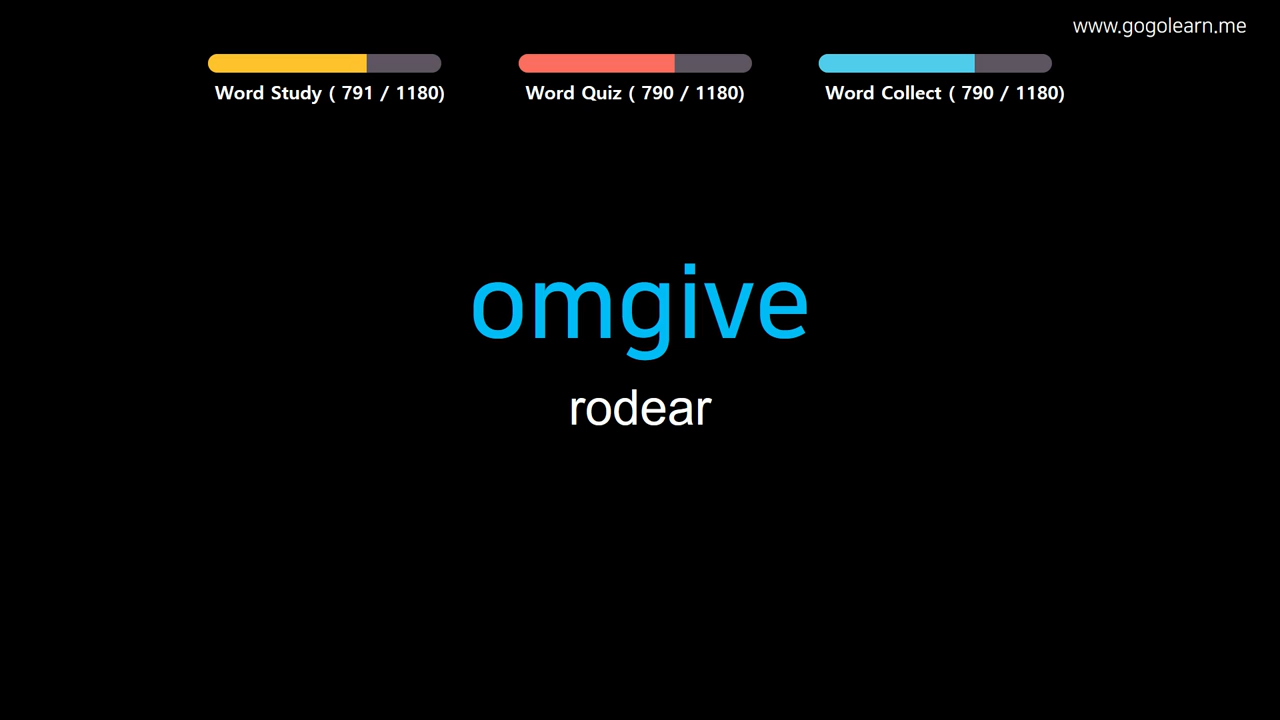 www.gogolearn.me
Word Study ( 791 / 1180)
Word Quiz ( 790 / 1180)
Word Collect ( 790 / 1180)
omgive
rodear